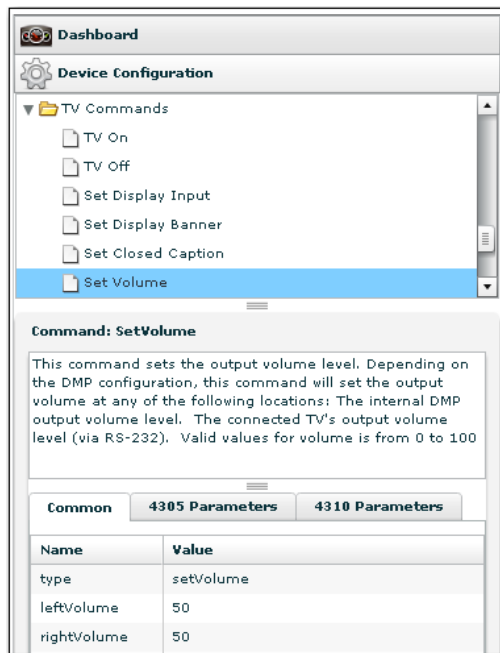 Dashboard
Device Configuration
TV Commands
TV On
TV Off
Set Display Input
Set Display Banner
Set Closed Caption
Set Volume
Command: SetVolume
This command sets the output volume level. Depending on
the DMP configuration, this command will set the output
volume at any of the following locations: The internal DMP
output volume level.  The connected TV's output volume
level (via RS-232).  Valid values for volume is from 0 to 100
Common 4305 Parameters 4310 Parameters
Name Value
type setVolume
leftVolume 50
rightVolume 50